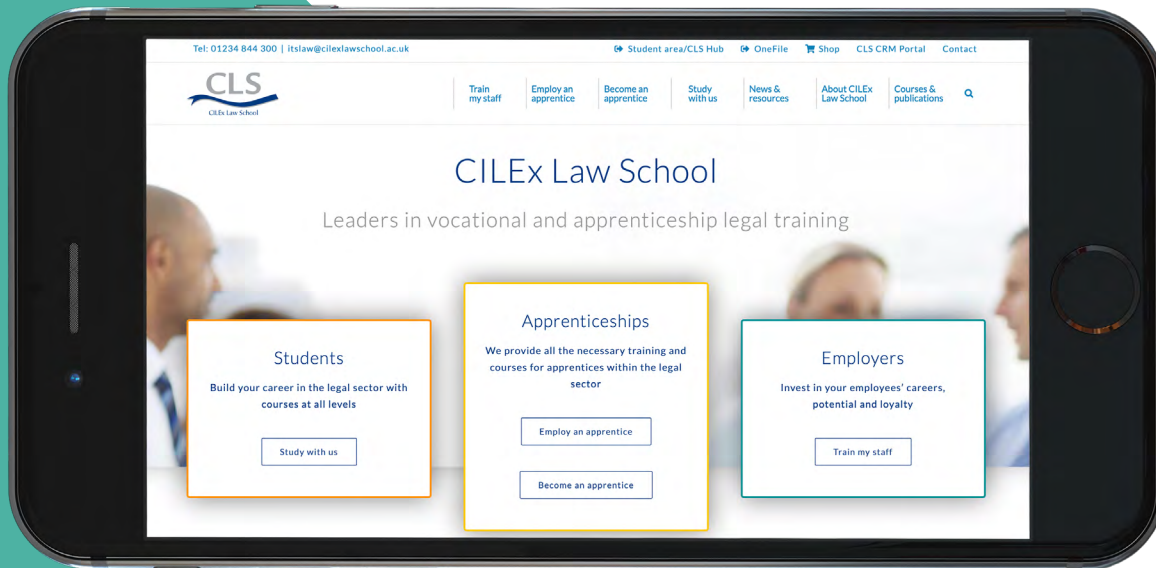 Tel: 01234 844 300 | itslaw@cilexlawschool.ac.uk
Student area/CLS Hub OneFile Shop CLS CRM Portal Contact
CLS
CILEx Law School
Train
my staff
Employ an
apprentice
Become an
apprentice
Study
with us
News &
resources
About CILEx
Law School
Courses &
publications
CILEx Law School
Leaders in vocational and apprenticeship legal training
Students
Build your career in the legal sector with
courses at all levels
Study with us
Apprenticeships
We provide all the necessary training and
courses for apprentices within the legal
sector
Employ an apprentice
Become an apprentice
Employers
Invest in your employees' careers,
potential and loyalty
Train my staff